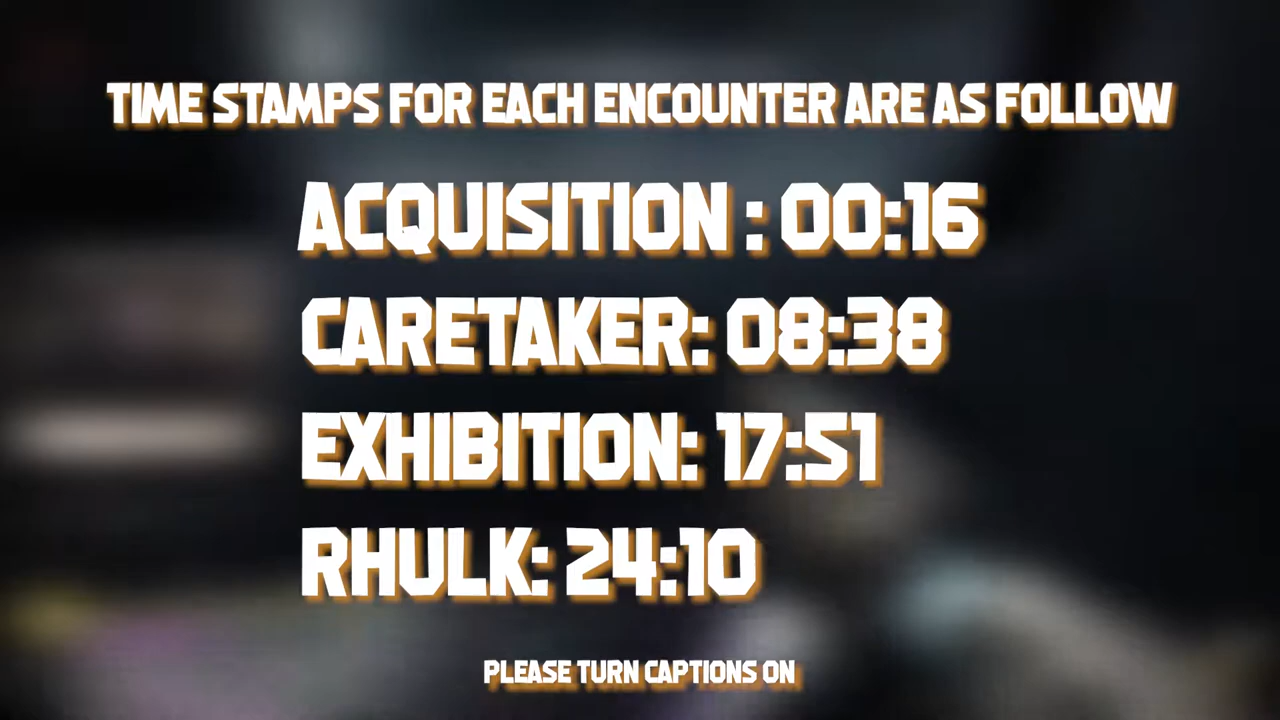 TIME STAMPS FOR EACH ENCOUNTER ARE AS FOLLOW
ACQUISITION : 00:16
CARETAKER: 08:38
EXHIBITION: 17:51
RHULK: 24:10
PLEASE TURN CAPTIONS ON